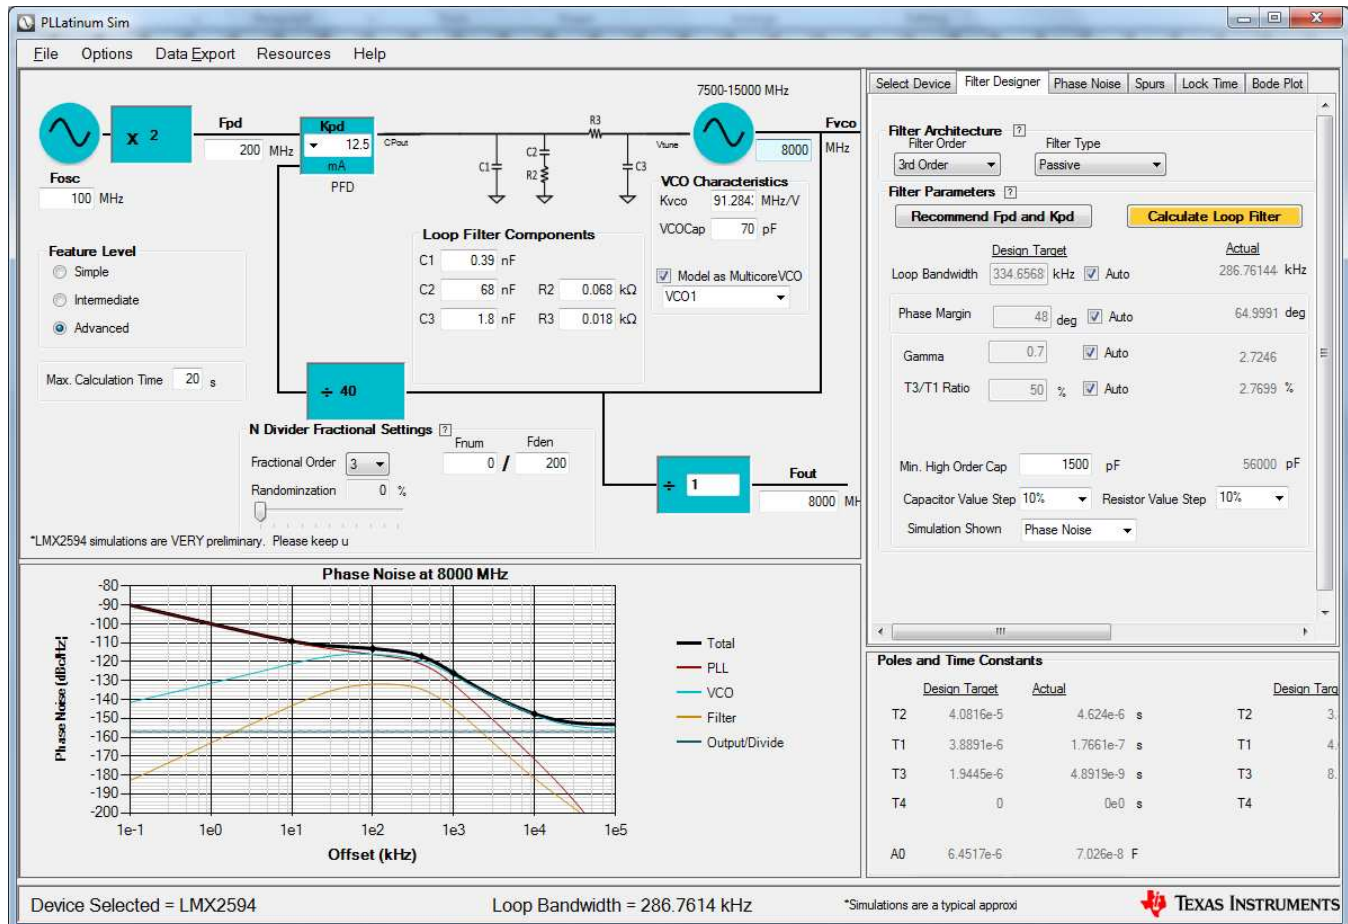 PLLatinum Sim
File Options Data Export Resources Help
7500-15000 MHz
x 2
Fpd
200 MHz
Kpd
12.5
mA
PFD
CPout
R3
C1
C2
R2
C3
Vtune
Fvco
8000 MHz
Fosc
100 MHz
VCO Characteristics
Kvco 91.284 MHz/V
VCOCap 70 pF
Model as MulticoreVCO
VCO1
Loop Filter Components
C1 0.39 nF
C2 68 nF R2 0.068 kΩ
C3 1.8 nF R3 0.018 kΩ
Feature Level
Simple
Intermediate
Advanced
Max. Calculation Time 20 s
÷ 40
N Divider Fractional Settings ?
Fnum Fden
Fractional Order 3 0 / 200
Randominzation 0 %
÷ 1
Fout
8000 MH
*LMX2594 simulations are VERY preliminary. Please keep u
Select Device Filter Designer Phase Noise Spurs Lock Time Bode Plot
Filter Architecture ?
Filter Order Filter Type
3rd Order Passive
Filter Parameters ?
Recommend Fpd and Kpd Calculate Loop Filter
Design Target Actual
Loop Bandwidth 334.6568 kHz Auto 286.76144 kHz
Phase Margin 48 deg Auto 64.9991 deg
Gamma 0.7 Auto 2.7246
T3/T1 Ratio 50 % Auto 2.7699 %
Min. High Order Cap 1500 pF 56000 pF
Capacitor Value Step 10% Resistor Value Step 10%
Simulation Shown Phase Noise
Phase Noise at 8000 MHz
Phase Noise (dBc/Hz)
-80
-90
-100
-110
-120
-130
-140
-150
-160
-170
-180
-190
-200
1e-1 1e0 1e1 1e2 1e3 1e4 1e5
Offset (kHz)
Total
PLL
VCO
Filter
Output/Divide
Poles and Time Constants
Design Target Actual Design Targ
T2 4.0816e-5 4.624e-6 s T2 3.
T1 3.8891e-6 1.7661e-7 s T1 4.
T3 1.9445e-6 4.8919e-9 s T3 8.
T4 0 0e0 s T4
A0 6.4517e-6 7.026e-8 F
Device Selected = LMX2594 Loop Bandwidth = 286.7614 kHz *Simulations are a typical approxi TEXAS INSTRUMENTS